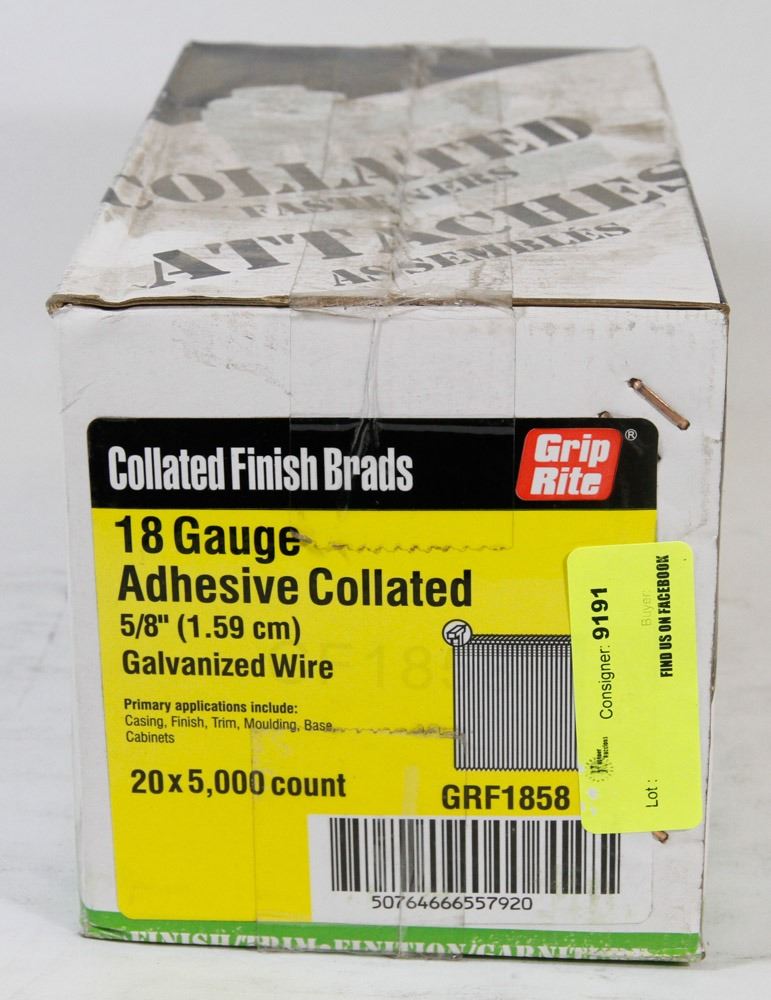 COLLATED
FASTENERS
ATTACHES
ASSEMBLÉS
Collated Finish Brads
Grip
Rite
®
18 Gauge
Adhesive Collated
5/8" (1.59 cm)
Galvanized Wire
Primary applications include:
Casing, Finish, Trim, Moulding, Base,
Cabinets
20 x 5,000 count
GRF1858
50764666557920
FINISH/TRIM•FINITION/GARNITURE
Lot :
Consigner: 9191
Buyer:
FIND US ON FACEBOOK